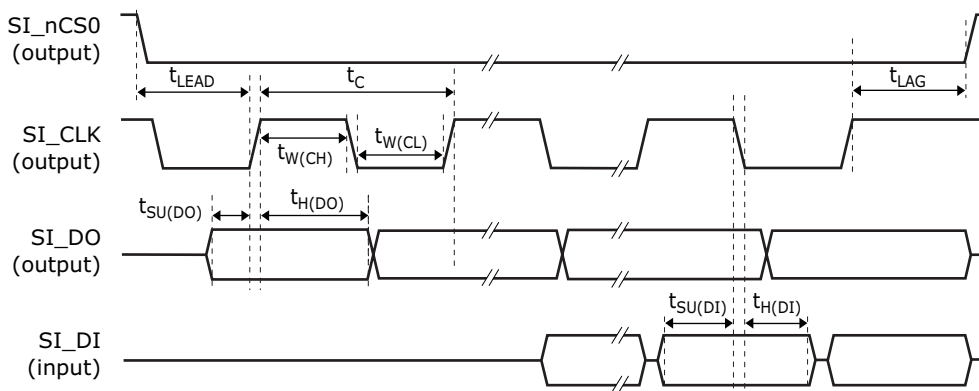 SI_nCS0
(output)
tLEAD
tC
tLAG
SI_CLK
(output)
tW(CH)
tW(CL)
tSU(DO)
tH(DO)
SI_DO
(output)
tSU(DI)
tH(DI)
SI_DI
(input)